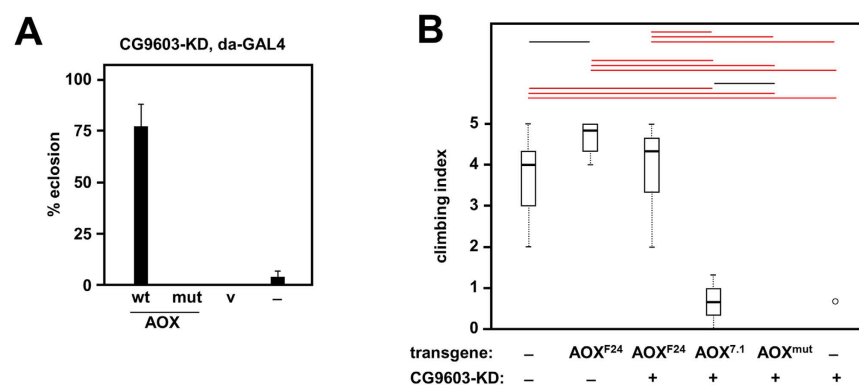 A
CG9603-KD, da-GAL4
100
75
50
25
0
% eclosion
wt mut v –
AOX
B
5
4
3
2
1
0
climbing index
transgene: – AOX^F24 AOX^F24 AOX^7.1 AOX^mut –
CG9603-KD: – – + + + +